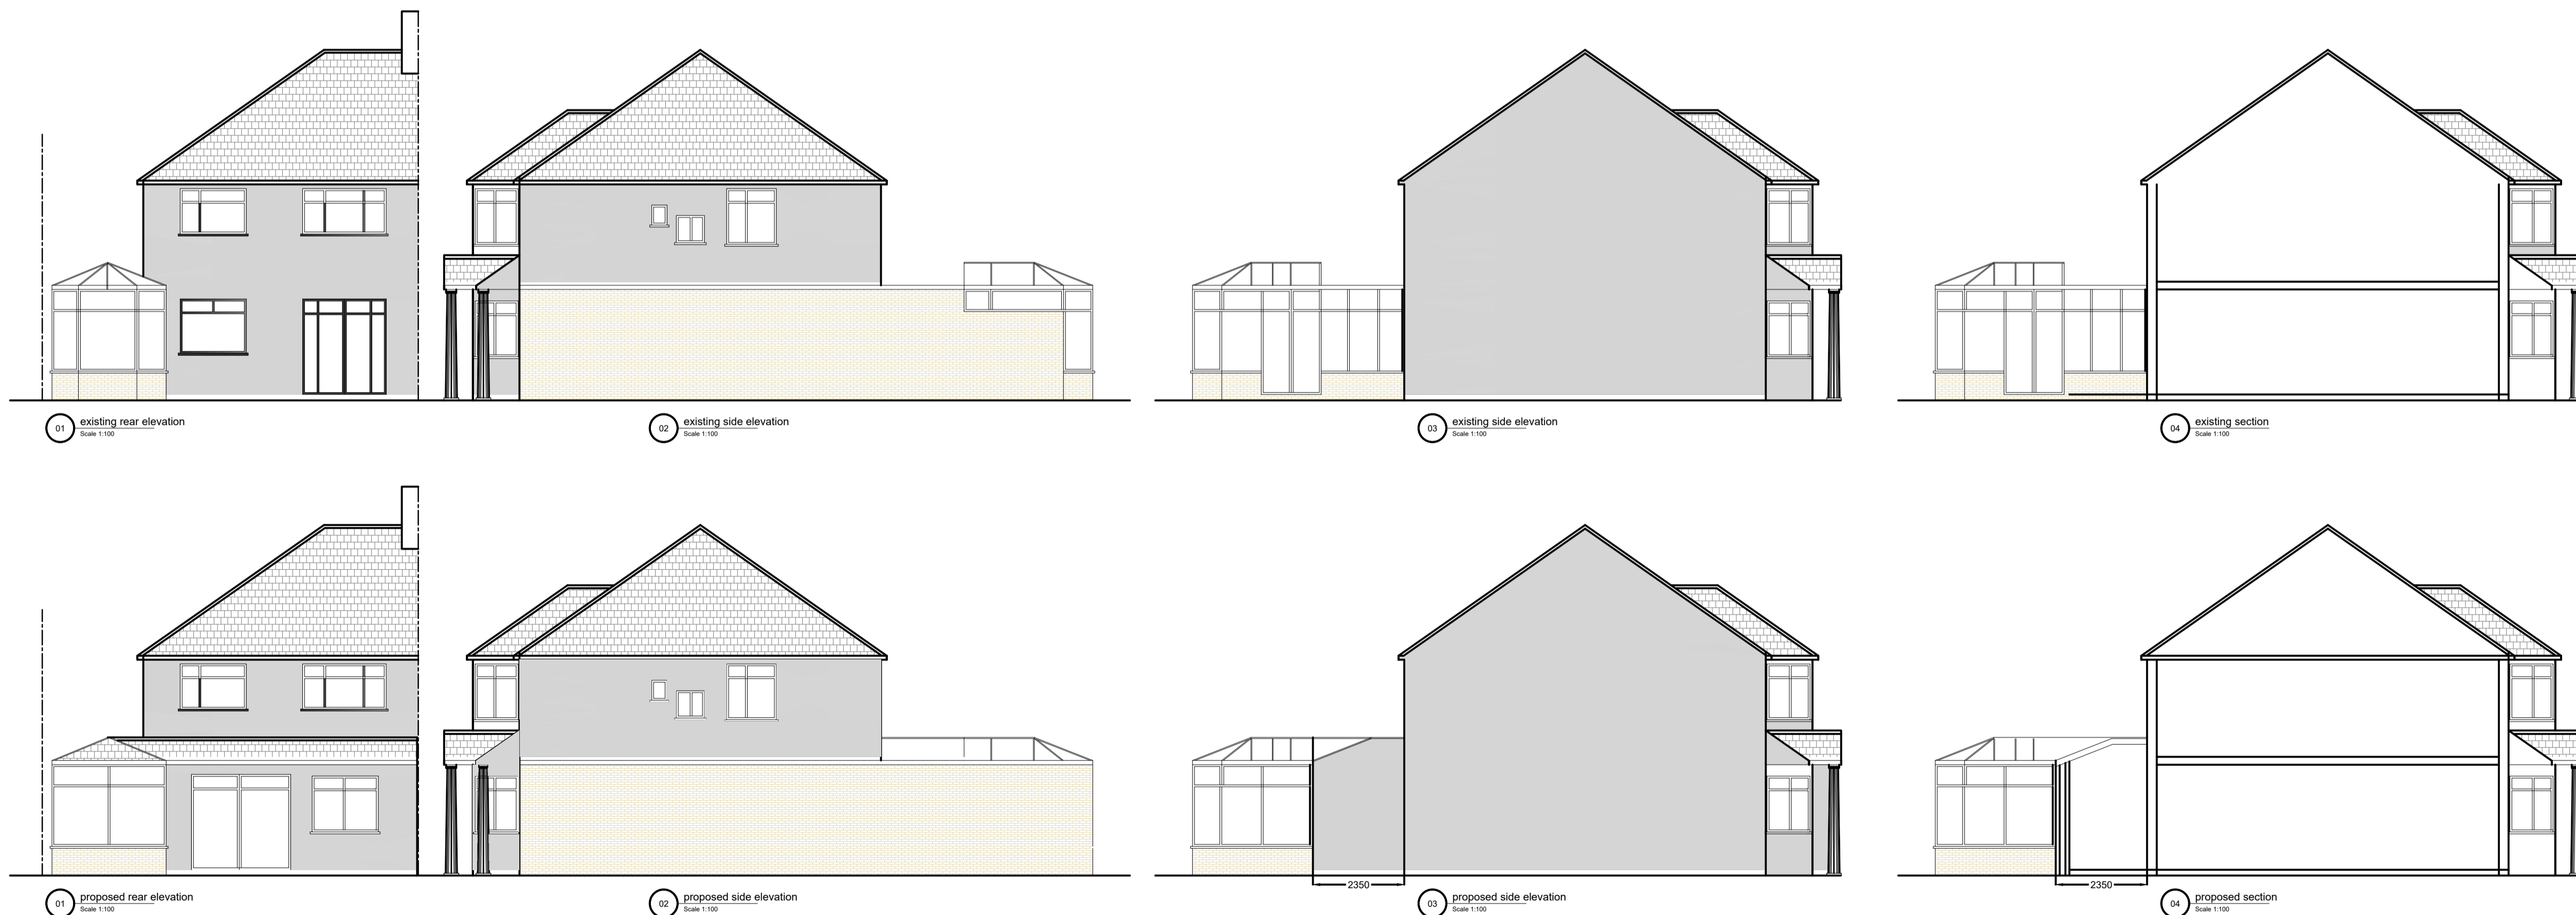 01 existing rear elevation
Scale 1:100
02 existing side elevation
Scale 1:100
03 existing side elevation
Scale 1:100
04 existing section
Scale 1:100
2350
2350
01 proposed rear elevation
Scale 1:100
02 proposed side elevation
Scale 1:100
03 proposed side elevation
Scale 1:100
04 proposed section
Scale 1:100